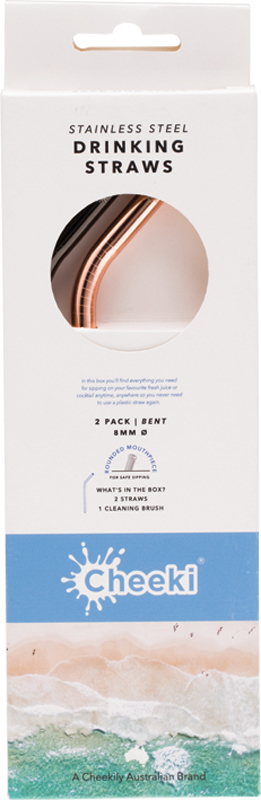 STAINLESS STEEL
DRINKING
STRAWS
In this box you'll find everything you need
for sipping on your favourite fresh juice or
cocktail anytime, anywhere so you never need
to use a plastic straw again.
2 PACK | BENT
8MM Ø
ROUNDED MOUTHPIECE
FOR SAFE SIPPING
WHAT'S IN THE BOX?
2 STRAWS
1 CLEANING BRUSH
Cheeki®
A Cheekily Australian Brand